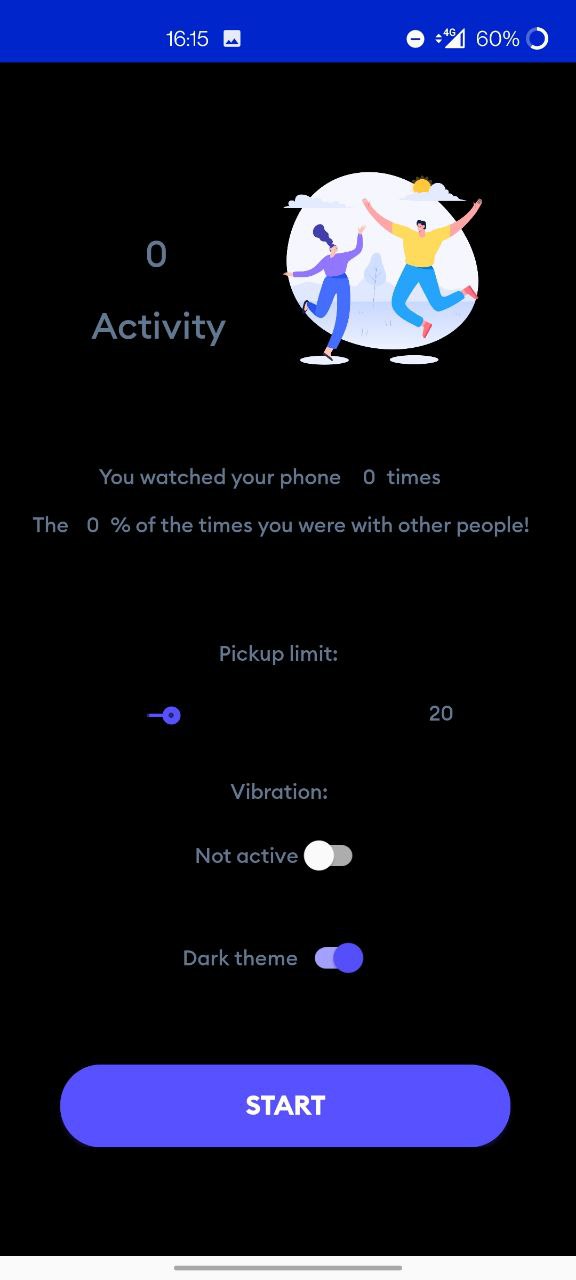 16:15 4G 60%
0
Activity
You watched your phone 0 times
The 0 % of the times you were with other people!
Pickup limit:
20
Vibration:
Not active
Dark theme
START